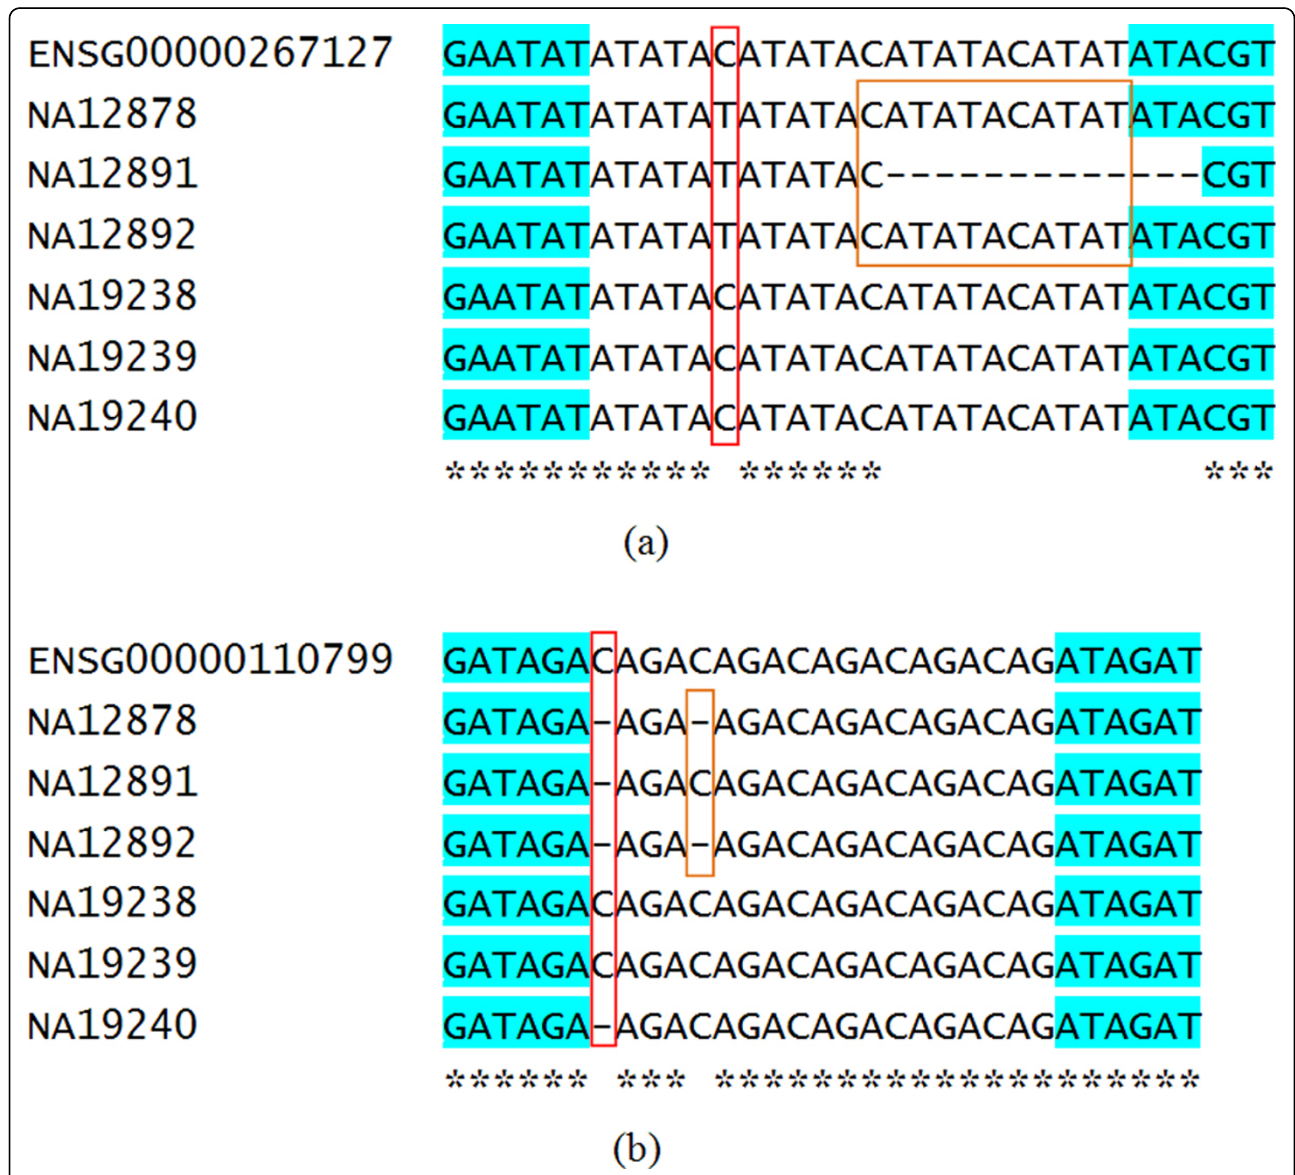 ENSG00000267127 GAATATATATACATATACATATACATATATACGT
NA12878 GAATATATATATATATACATATACATATATACGT
NA12891 GAATATATATATATATAC-------------CGT
NA12892 GAATATATATATATATACATATACATATATACGT
NA19238 GAATATATATACATATACATATACATATATACGT
NA19239 GAATATATATACATATACATATACATATATACGT
NA19240 GAATATATATACATATACATATACATATATACGT
*********** ****** ***
(a)
ENSG00000110799 GATAGACAGACAGACAGACAGACAGATAGAT
NA12878 GATAGA-AGA-AGACAGACAGACAGATAGAT
NA12891 GATAGA-AGACAGACAGACAGACAGATAGAT
NA12892 GATAGA-AGA-AGACAGACAGACAGATAGAT
NA19238 GATAGACAGACAGACAGACAGACAGATAGAT
NA19239 GATAGACAGACAGACAGACAGACAGATAGAT
NA19240 GATAGA-AGACAGACAGACAGACAGATAGAT
****** *** ********************
(b)